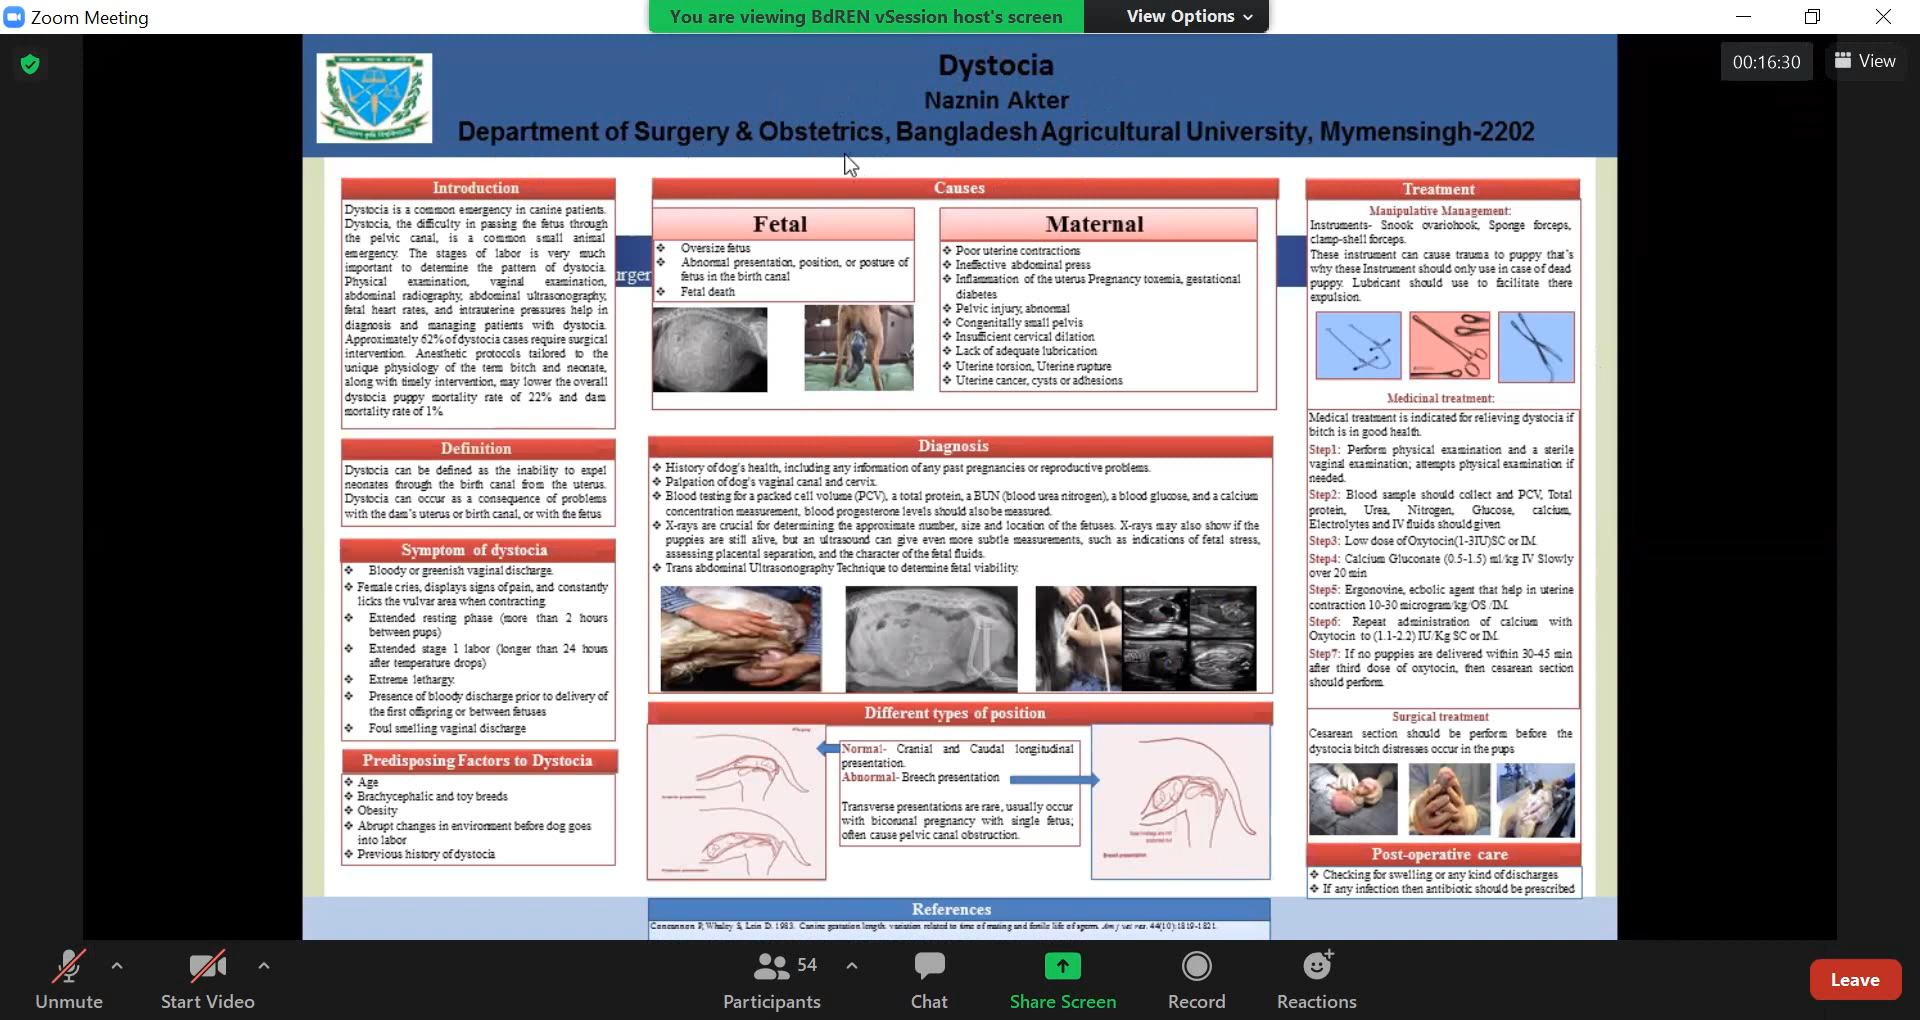 Zoom Meeting
You are viewing BdREN vSession host's screen
View Options
00:16:30
View
Dystocia
Naznin Akter
Department of Surgery & Obstetrics, Bangladesh Agricultural University, Mymensingh-2202
Introduction
Dystocia is a common emergency in canine patients.
Dystocia, the difficulty in passing the fetus through
the pelvic canal, is a common small animal
emergency. The stages of labor is very much
important to determine the pattern of dystocia.
Physical examination, vaginal examination,
abdominal radiography, abdominal ultrasonography,
fetal heart rates, and intrauterine pressures help in
diagnosis and managing patients with dystocia.
Approximately 62% of dystocia cases require surgical
intervention. Anesthetic protocols tailored to the
unique physiology of the term bitch and neonate,
along with timely intervention, may lower the overall
dystocia puppy mortality rate of 22% and dam
mortality rate of 1%.
Definition
Dystocia can be defined as the inability to expel
neonates through the birth canal from the uterus.
Dystocia can occur as a consequence of problems
with the dam's uterus or birth canal, or with the fetus
Symptom of dystocia
❖ Bloody or greenish vaginal discharge.
❖ Female cries, displays signs of pain, and constantly
licks the vulvar area when contracting
❖ Extended resting phase (more than 2 hours
between pups)
❖ Extended stage 1 labor (longer than 24 hours
after temperature drops)
❖ Extreme lethargy.
❖ Presence of bloody discharge prior to delivery of
the first offspring or between fetuses
❖ Foul smelling vaginal discharge
Predisposing Factors to Dystocia
❖ Age
❖ Brachycephalic and toy breeds
❖ Obesity
❖ Abrupt changes in environment before dog goes
into labor
❖ Previous history of dystocia
urger
Causes
Fetal
❖ Oversize fetus
❖ Abnormal presentation, position, or posture of
fetus in the birth canal
❖ Fetal death
Maternal
❖ Poor uterine contractions
❖ Ineffective abdominal press
❖ Inflammation of the uterus Pregnancy toxemia, gestational
diabetes
❖ Pelvic injury, abnormal
❖ Congenitally small pelvis
❖ Insufficient cervical dilation
❖ Lack of adequate lubrication
❖ Uterine torsion, Uterine rupture
❖ Uterine cancer, cysts or adhesions
Diagnosis
❖ History of dog's health, including any information of any past pregnancies or reproductive problems.
❖ Palpation of dog's vaginal canal and cervix.
❖ Blood testing for a packed cell volume (PCV), a total protein, a BUN (blood urea nitrogen), a blood glucose, and a calcium
concentration measurement, blood progesterone levels should also be measured.
❖ X-rays are crucial for determining the approximate number, size and location of the fetuses. X-rays may also show if the
puppies are still alive, but an ultrasound can give even more subtle measurements, such as indications of fetal stress,
assessing placental separation, and the character of the fetal fluids.
❖ Trans abdominal Ultrasonography Technique to determine fetal viability.
Different types of position
Normal- Cranial and Caudal longitudinal
presentation.
Abnormal- Breech presentation
Transverse presentations are rare, usually occur
with bicorunal pregnancy with single fetus;
often cause pelvic canal obstruction.
Breech presentation
References
Concannon P, Whaley S, Lein D. 1983. Canine gestation length: variation related to time of mating and fertile life of sperm. Am j vet res. 44(10):1819-1821.
Treatment
Manipulative Management:
Instruments- Snook ovariohook, Sponge forceps,
clamp-shell forceps.
These instrument can cause trauma to puppy that's
why these Instrument should only use in case of dead
puppy. Lubricant should use to facilitate there
expulsion.
Medicinal treatment:
Medical treatment is indicated for relieving dystocia if
bitch is in good health.
Step1: Perform physical examination and a sterile
vaginal examination; attempts physical examination if
needed.
Step2: Blood sample should collect and PCV, Total
protein, Urea, Nitrogen, Glucose, calcium,
Electrolytes and IV fluids should given
Step3: Low dose of Oxytocin(1-3IU)SC or IM.
Step4: Calcium Gluconate (0.5-1.5) ml/kg IV Slowly
over 20 min
Step5: Ergonovine, ecbolic agent that help in uterine
contraction 10-30 microgram/kg/OS /IM.
Step6: Repeat administration of calcium with
Oxytocin to (1.1-2.2) IU/Kg SC or IM.
Step7: If no puppies are delivered within 30-45 min
after third dose of oxytocin, then cesarean section
should perform.
Surgical treatment
Cesarean section should be perform before the
dystocia bitch distresses occur in the pups
Post-operative care
❖ Checking for swelling or any kind of discharges
❖ If any infection then antibiotic should be prescribed
Unmute
Start Video
54
Participants
Chat
Share Screen
Record
Reactions
Leave